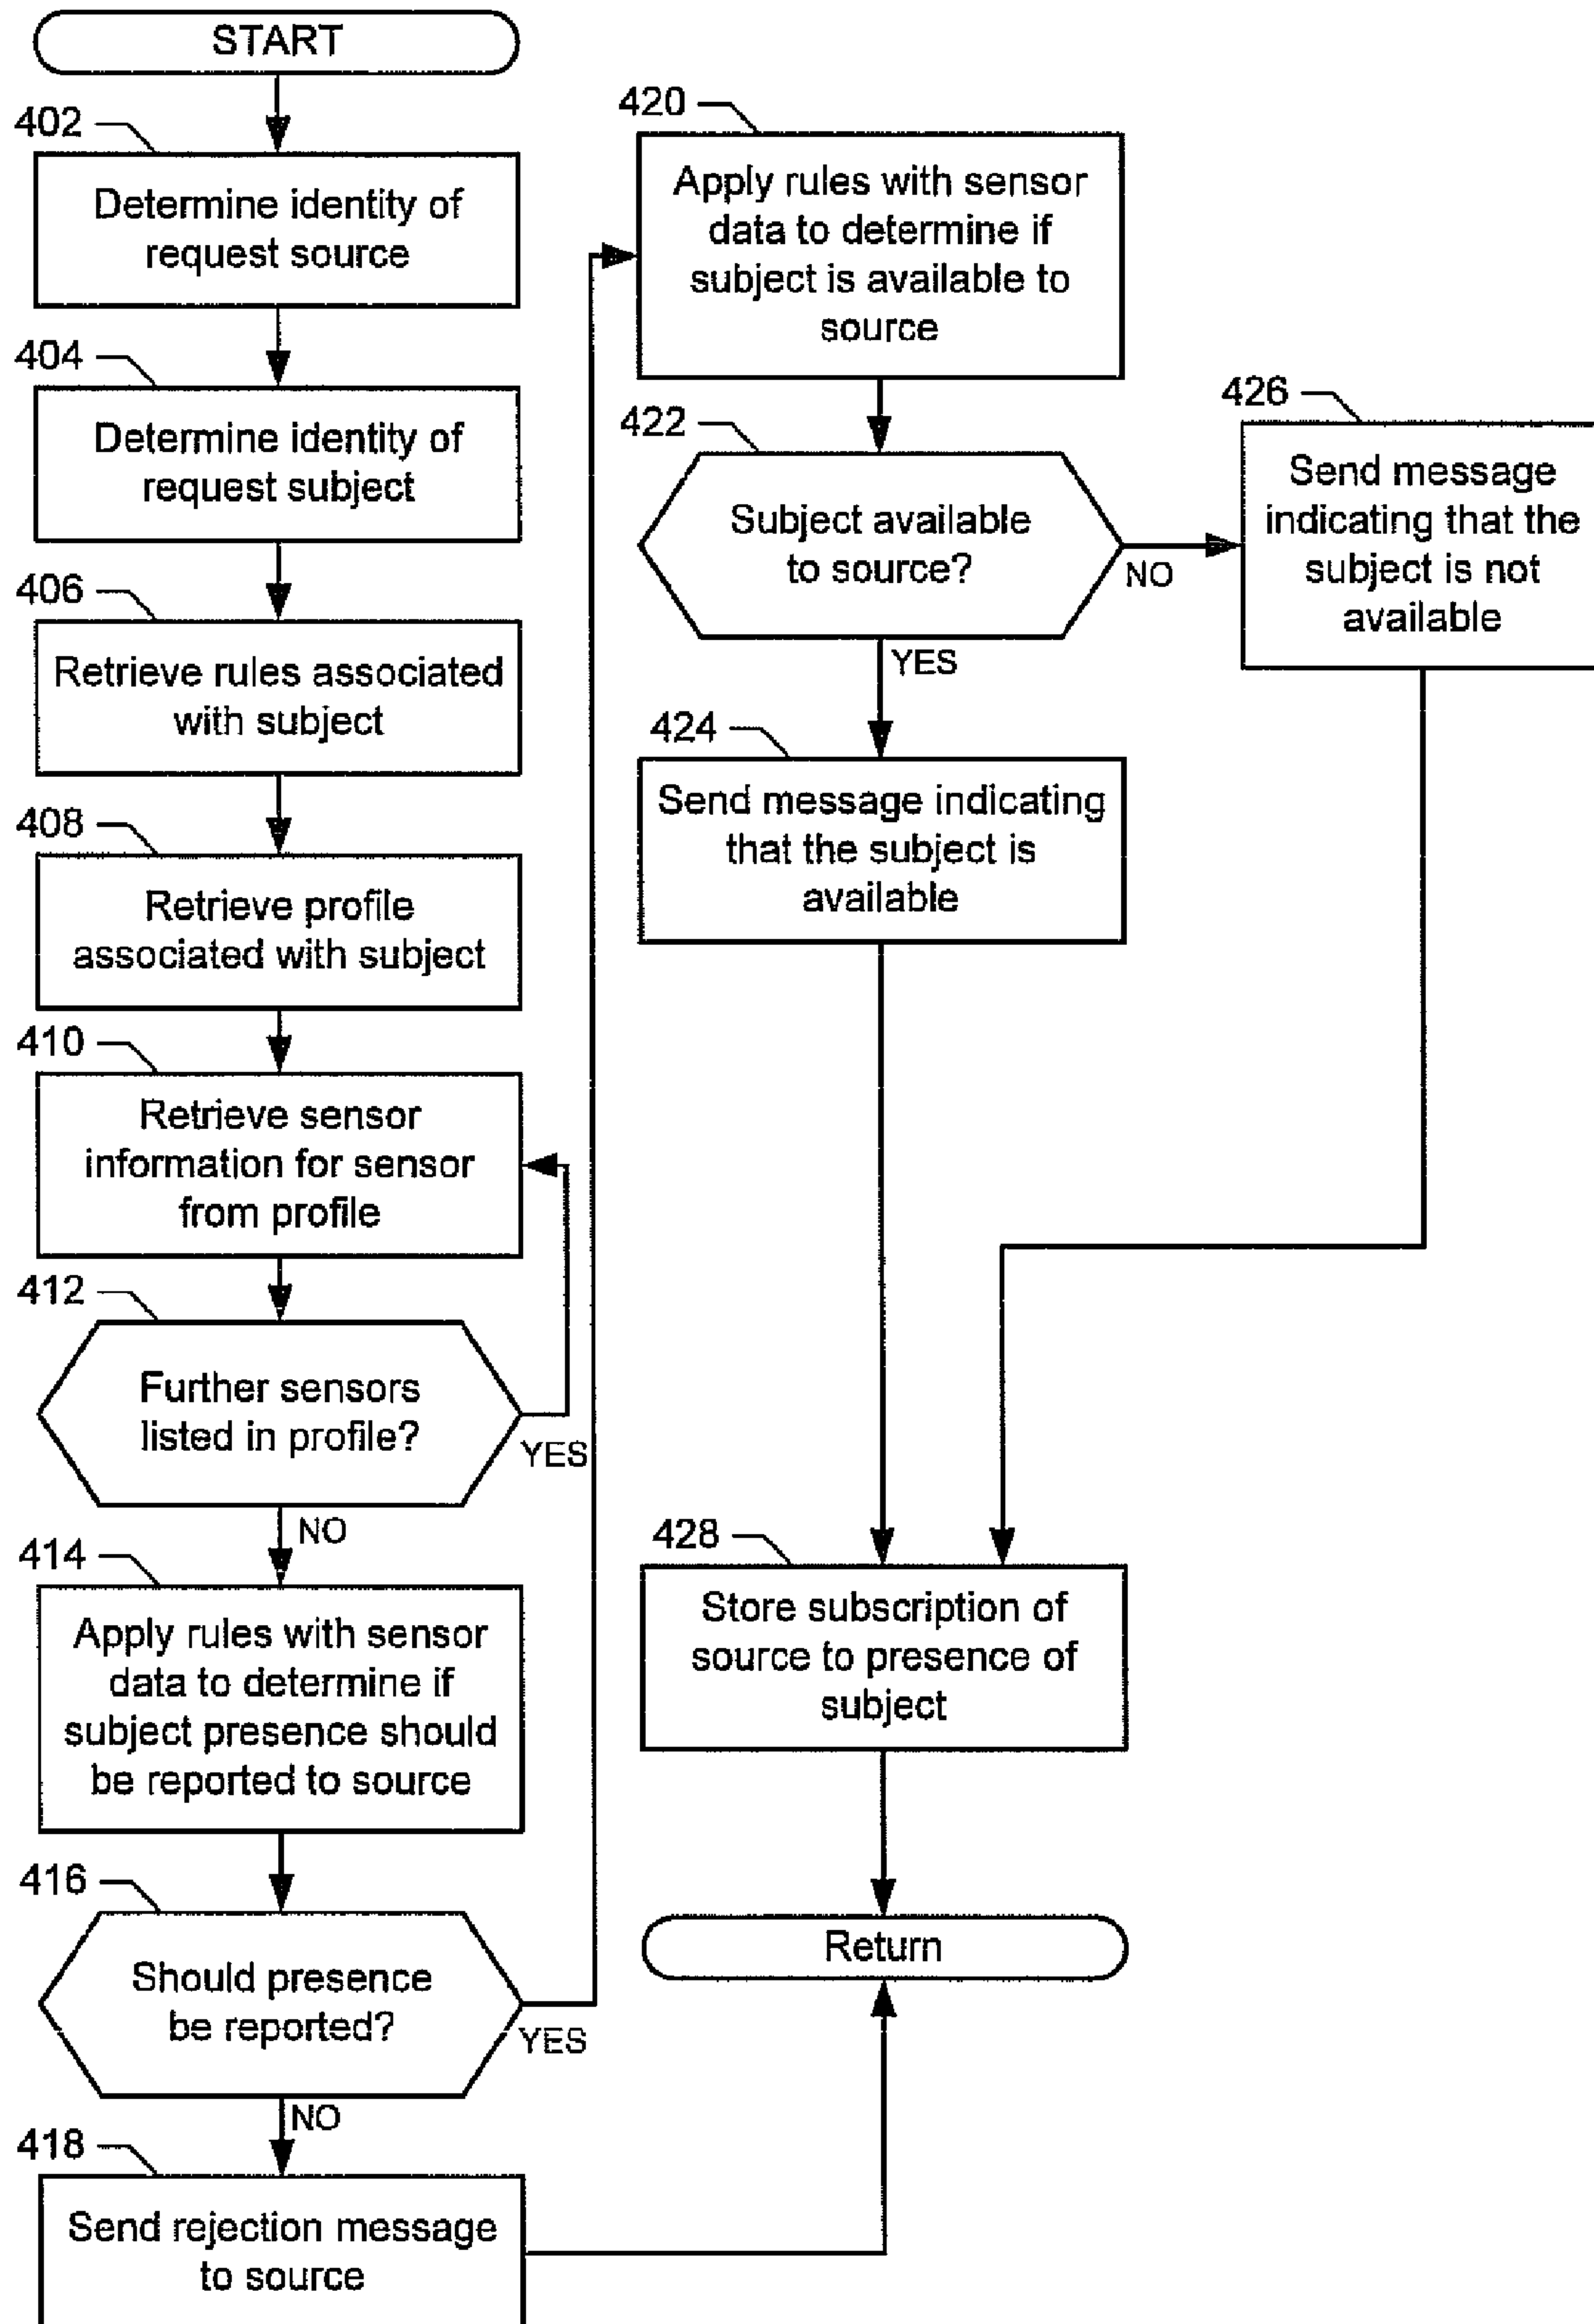 START
402
Determine identity of
request source
404
Determine identity of
request subject
406
Retrieve rules associated
with subject
408
Retrieve profile
associated with subject
410
Retrieve sensor
information for sensor
from profile
412
Further sensors
listed in profile?
YES
NO
414
Apply rules with sensor
data to determine if
subject presence should
be reported to source
416
Should presence
be reported?
YES
NO
418
Send rejection message
to source
420
Apply rules with sensor
data to determine if
subject is available to
source
422
Subject available
to source?
NO
YES
424
Send message indicating
that the subject is
available
426
Send message
indicating that the
subject is not
available
428
Store subscription of
source to presence of
subject
Return